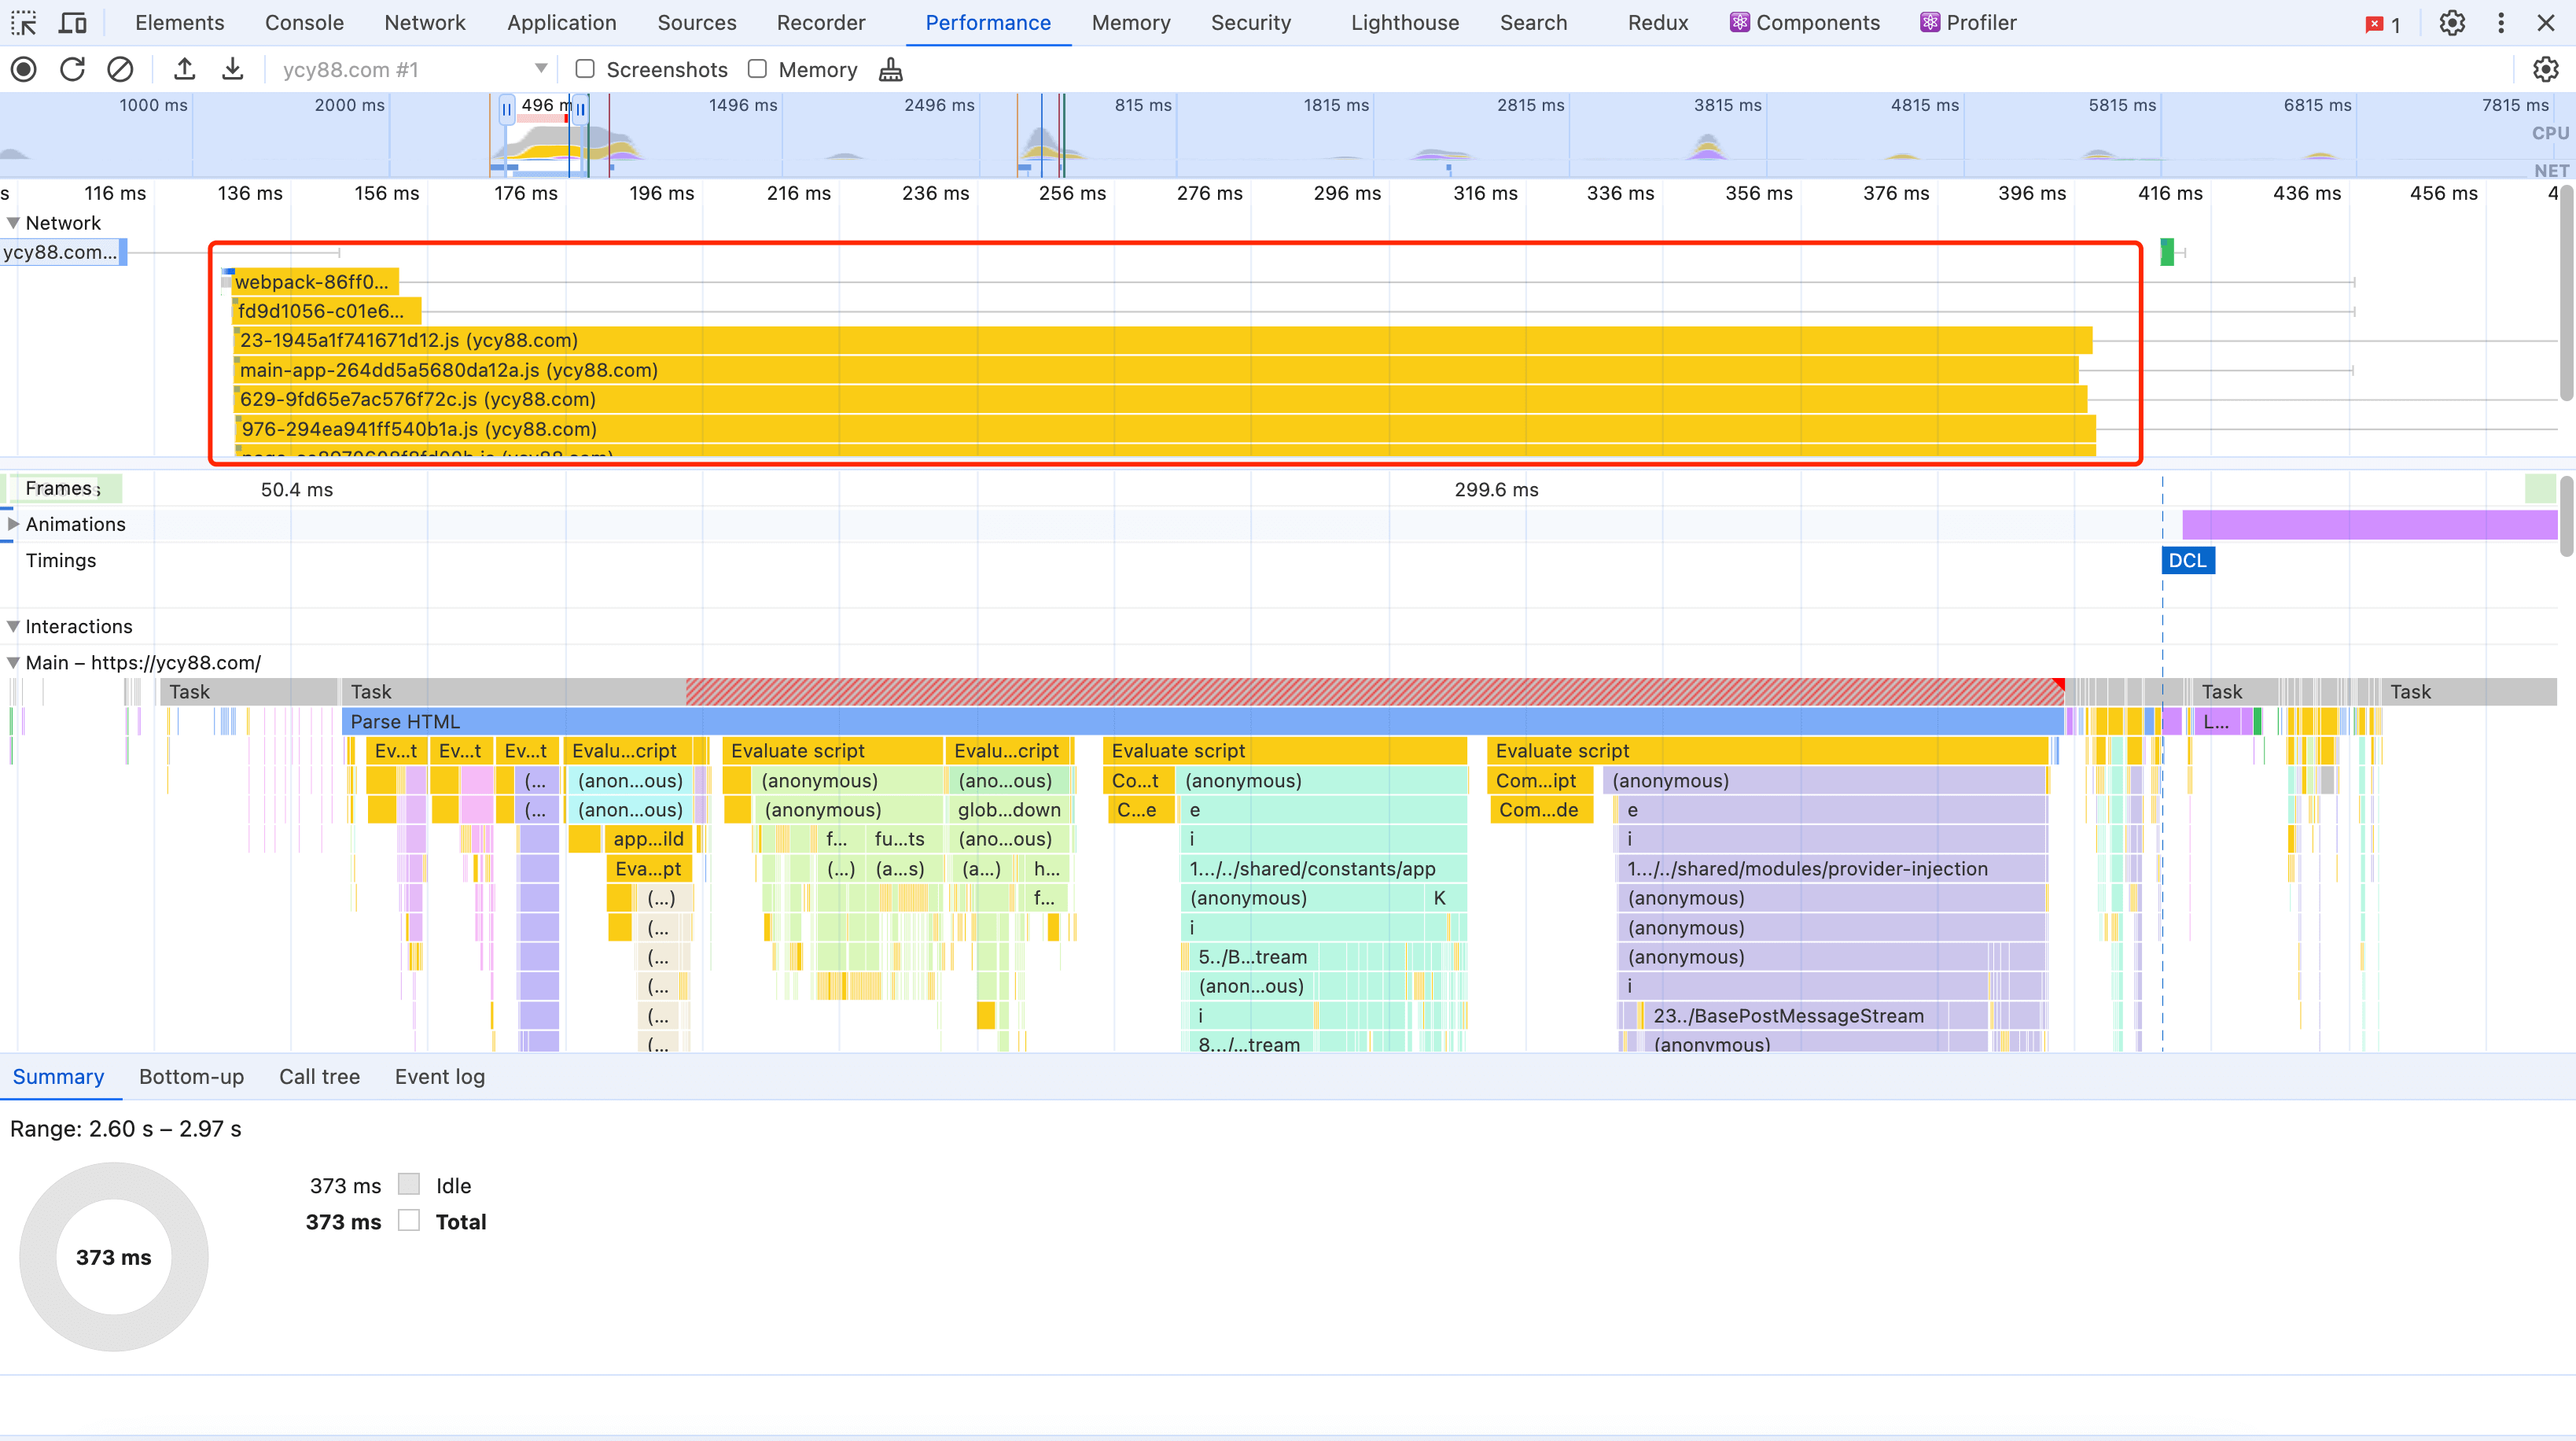 Elements Console Network Application Sources Recorder Performance Memory Security Lighthouse Search Redux Components Profiler 1
ycy88.com #1 Screenshots Memory
1000 ms 2000 ms 496 m 1496 ms 2496 ms 815 ms 1815 ms 2815 ms 3815 ms 4815 ms 5815 ms 6815 ms 7815 ms
CPU
NET
s 116 ms 136 ms 156 ms 176 ms 196 ms 216 ms 236 ms 256 ms 276 ms 296 ms 316 ms 336 ms 356 ms 376 ms 396 ms 416 ms 436 ms 456 ms 4
Network
ycy88.com...
webpack-86ff0...
fd9d1056-c01e6...
23-1945a1f741671d12.js (ycy88.com)
main-app-264dd5a5680da12a.js (ycy88.com)
629-9fd65e7ac576f72c.js (ycy88.com)
976-294ea941ff540b1a.js (ycy88.com)
Frames 50.4 ms 299.6 ms
Animations
Timings DCL
Interactions
Main – https://ycy88.com/
Task Task Task Task
Parse HTML L...
Ev...t Ev...t Ev...t Evalu...cript Evaluate script Evalu...cript Evaluate script Evaluate script
(... (anon...ous) (anonymous) (ano...ous) Co...t (anonymous) Com...ipt (anonymous)
(... (anon...ous) (anonymous) glob...down C...e e Com...de e
app...ild f... fu...ts (ano...ous) i i
Eva...pt (...) (a...s) (a...) h... 1.../../shared/constants/app 1.../../shared/modules/provider-injection
(...) f... (anonymous) K (anonymous)
(... i (anonymous)
(... 5../B...tream (anonymous)
(... (anon...ous) i
(... i 23../BasePostMessageStream
(... 8.../...tream (anonymous)
Summary Bottom-up Call tree Event log
Range: 2.60 s – 2.97 s
373 ms Idle
373 ms Total
373 ms